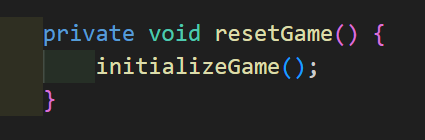 private void resetGame() {
    initializeGame();
}